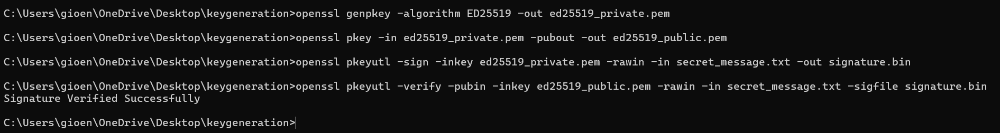 C:\Users\gioen\OneDrive\Desktop\keygeneration>openssl genpkey -algorithm ED25519 -out ed25519_private.pem
C:\Users\gioen\OneDrive\Desktop\keygeneration>openssl pkey -in ed25519_private.pem -pubout -out ed25519_public.pem
C:\Users\gioen\OneDrive\Desktop\keygeneration>openssl pkeyutl -sign -inkey ed25519_private.pem -rawin -in secret_message.txt -out signature.bin
C:\Users\gioen\OneDrive\Desktop\keygeneration>openssl pkeyutl -verify -pubin -inkey ed25519_public.pem -rawin -in secret_message.txt -sigfile signature.bin
Signature Verified Successfully
C:\Users\gioen\OneDrive\Desktop\keygeneration>